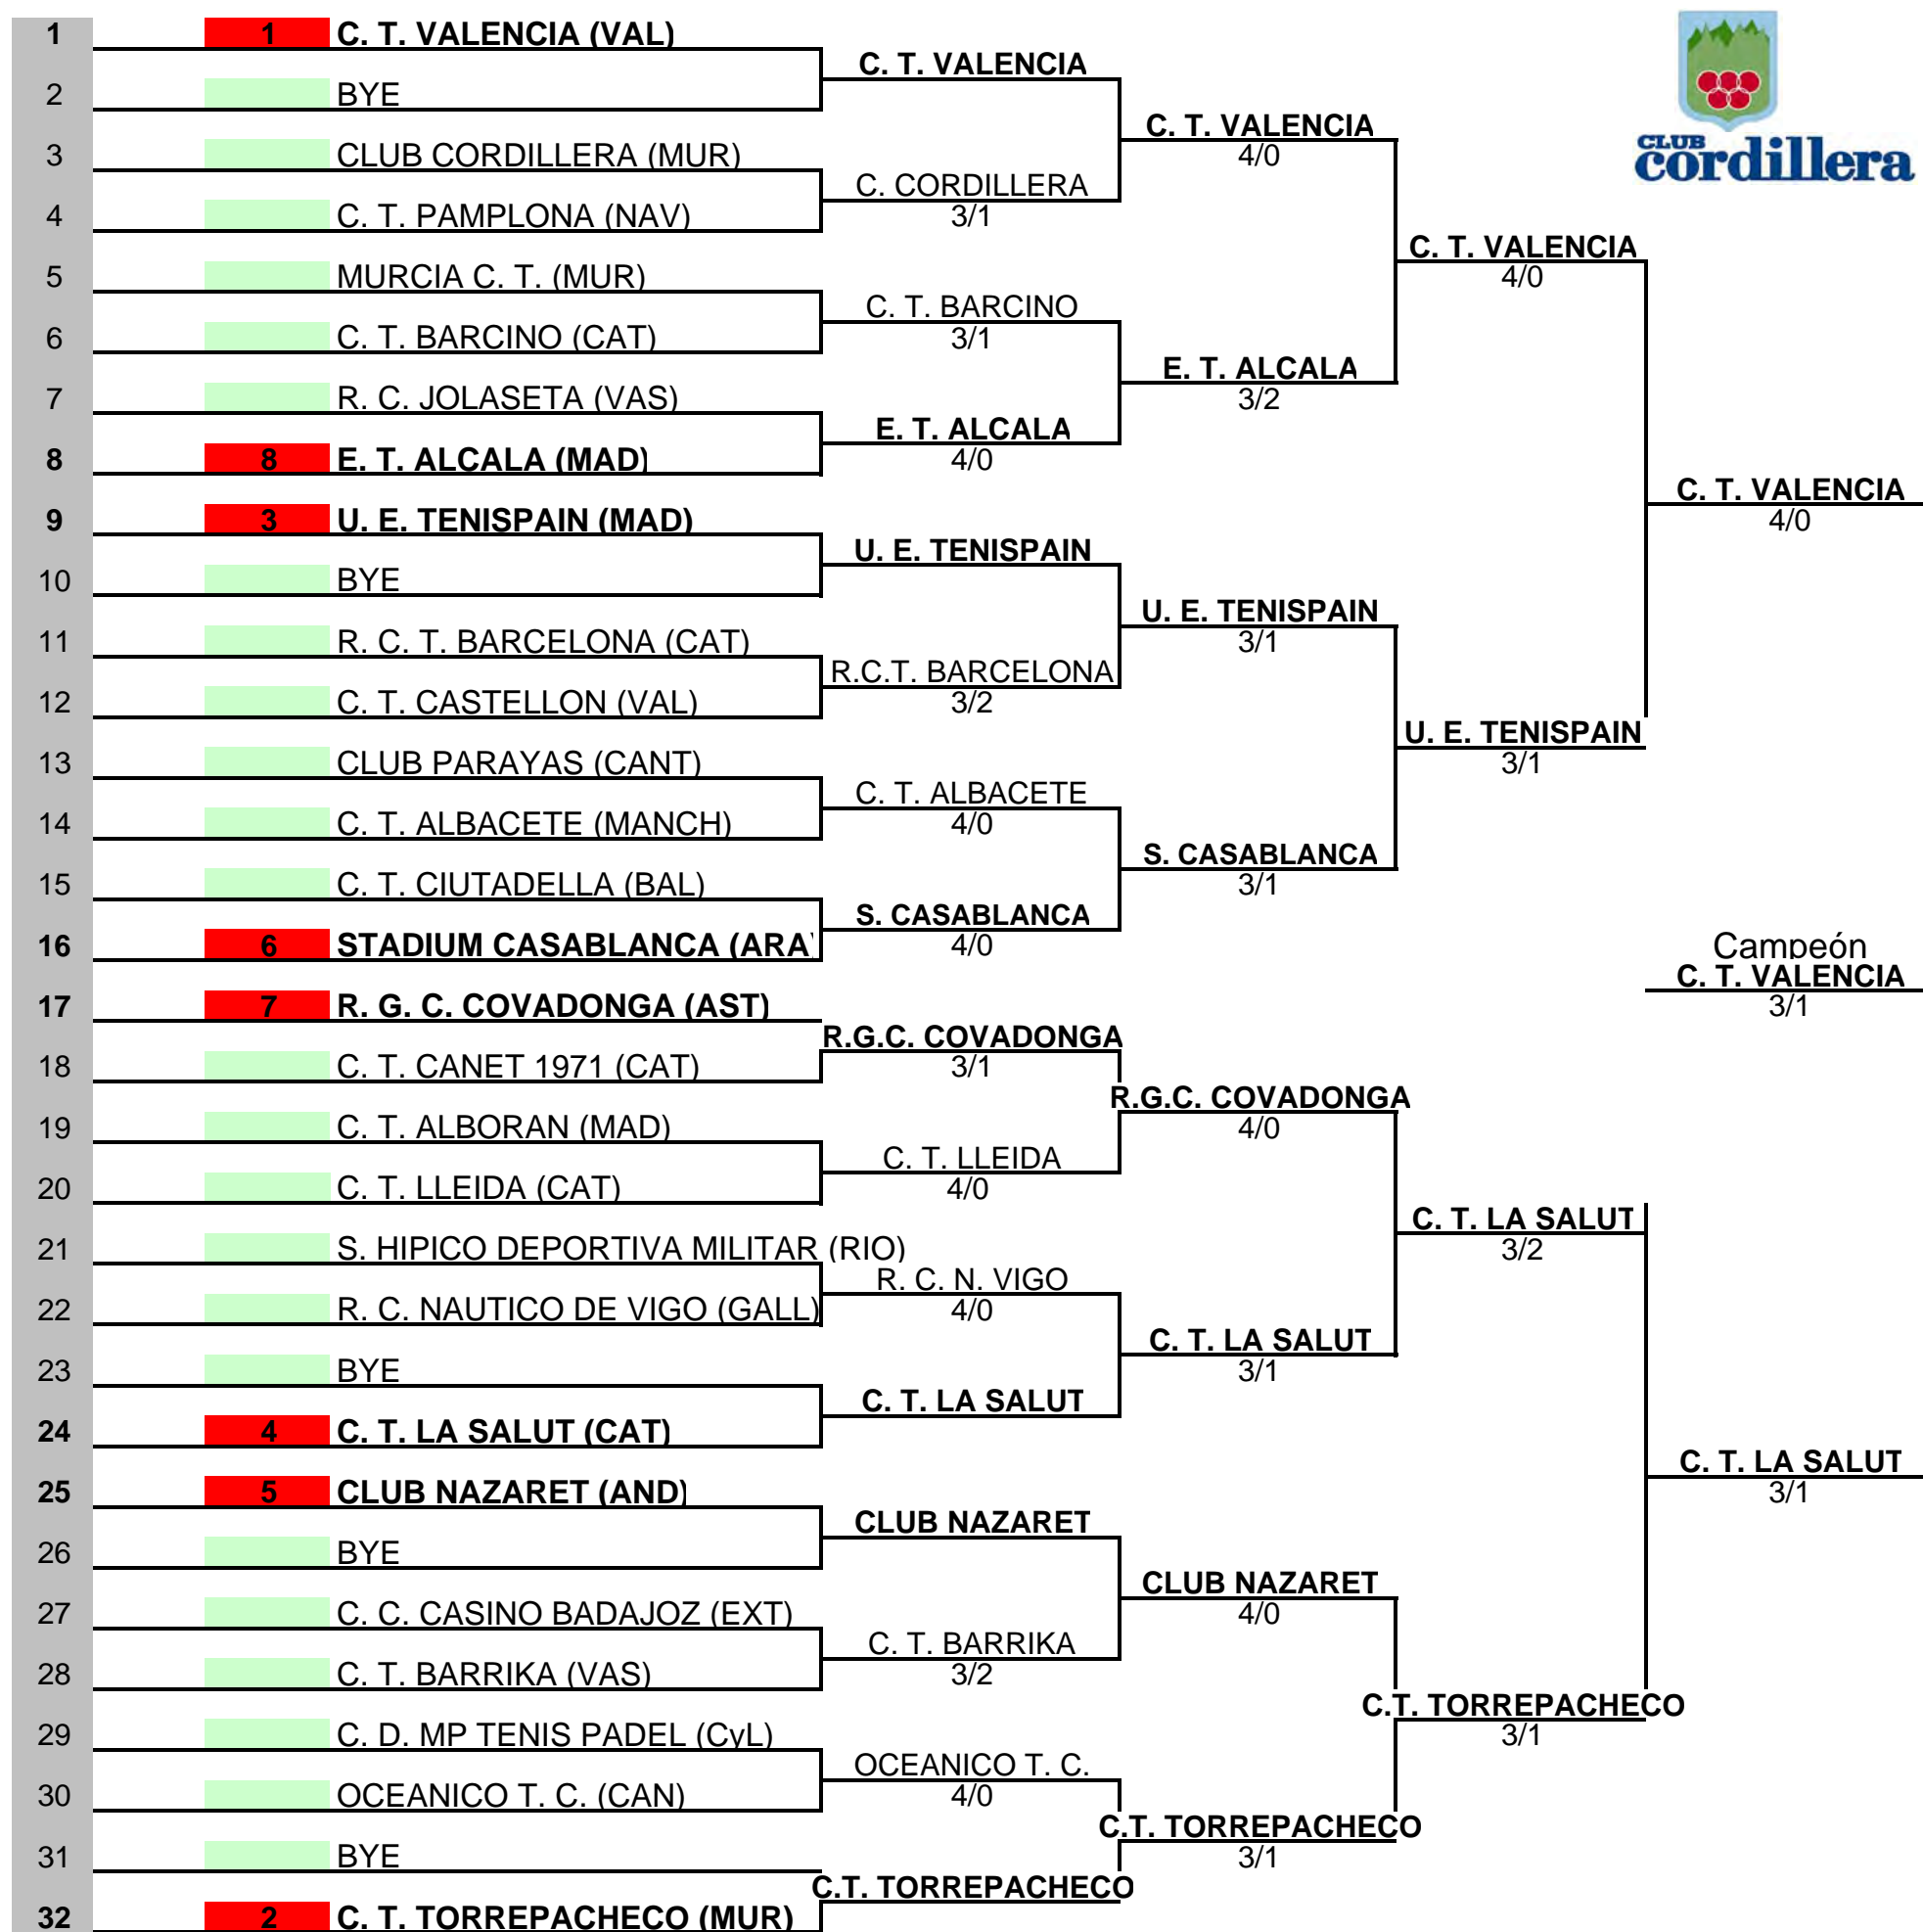 1 1 C. T. VALENCIA (VAL)
2 BYE
3 CLUB CORDILLERA (MUR)
4 C. T. PAMPLONA (NAV)
5 MURCIA C. T. (MUR)
6 C. T. BARCINO (CAT)
7 R. C. JOLASETA (VAS)
8 8 E. T. ALCALA (MAD)
9 3 U. E. TENISPAIN (MAD)
10 BYE
11 R. C. T. BARCELONA (CAT)
12 C. T. CASTELLON (VAL)
13 CLUB PARAYAS (CANT)
14 C. T. ALBACETE (MANCH)
15 C. T. CIUTADELLA (BAL)
16 6 STADIUM CASABLANCA (ARA)
17 7 R. G. C. COVADONGA (AST)
18 C. T. CANET 1971 (CAT)
19 C. T. ALBORAN (MAD)
20 C. T. LLEIDA (CAT)
21 S. HIPICO DEPORTIVA MILITAR (RIO)
22 R. C. NAUTICO DE VIGO (GALL)
23 BYE
24 4 C. T. LA SALUT (CAT)
25 5 CLUB NAZARET (AND)
26 BYE
27 C. C. CASINO BADAJOZ (EXT)
28 C. T. BARRIKA (VAS)
29 C. D. MP TENIS PADEL (CyL)
30 OCEANICO T. C. (CAN)
31 BYE
32 2 C. T. TORREPACHECO (MUR)
C. T. VALENCIA
C. CORDILLERA
3/1
C. T. BARCINO
3/1
E. T. ALCALA
4/0
U. E. TENISPAIN
R.C.T. BARCELONA
3/2
C. T. ALBACETE
4/0
S. CASABLANCA
4/0
R.G.C. COVADONGA
3/1
C. T. LLEIDA
4/0
R. C. N. VIGO
4/0
C. T. LA SALUT
CLUB NAZARET
C. T. BARRIKA
3/2
OCEANICO T. C.
4/0
C.T. TORREPACHECO
C. T. VALENCIA
4/0
E. T. ALCALA
3/2
U. E. TENISPAIN
3/1
S. CASABLANCA
3/1
R.G.C. COVADONGA
4/0
C. T. LA SALUT
3/1
CLUB NAZARET
4/0
C.T. TORREPACHECO
3/1
C. T. VALENCIA
4/0
U. E. TENISPAIN
3/1
C. T. LA SALUT
3/2
C.T. TORREPACHECO
3/1
CLUB
cordillera
C. T. VALENCIA
4/0
Campeón
C. T. VALENCIA
3/1
C. T. LA SALUT
3/1